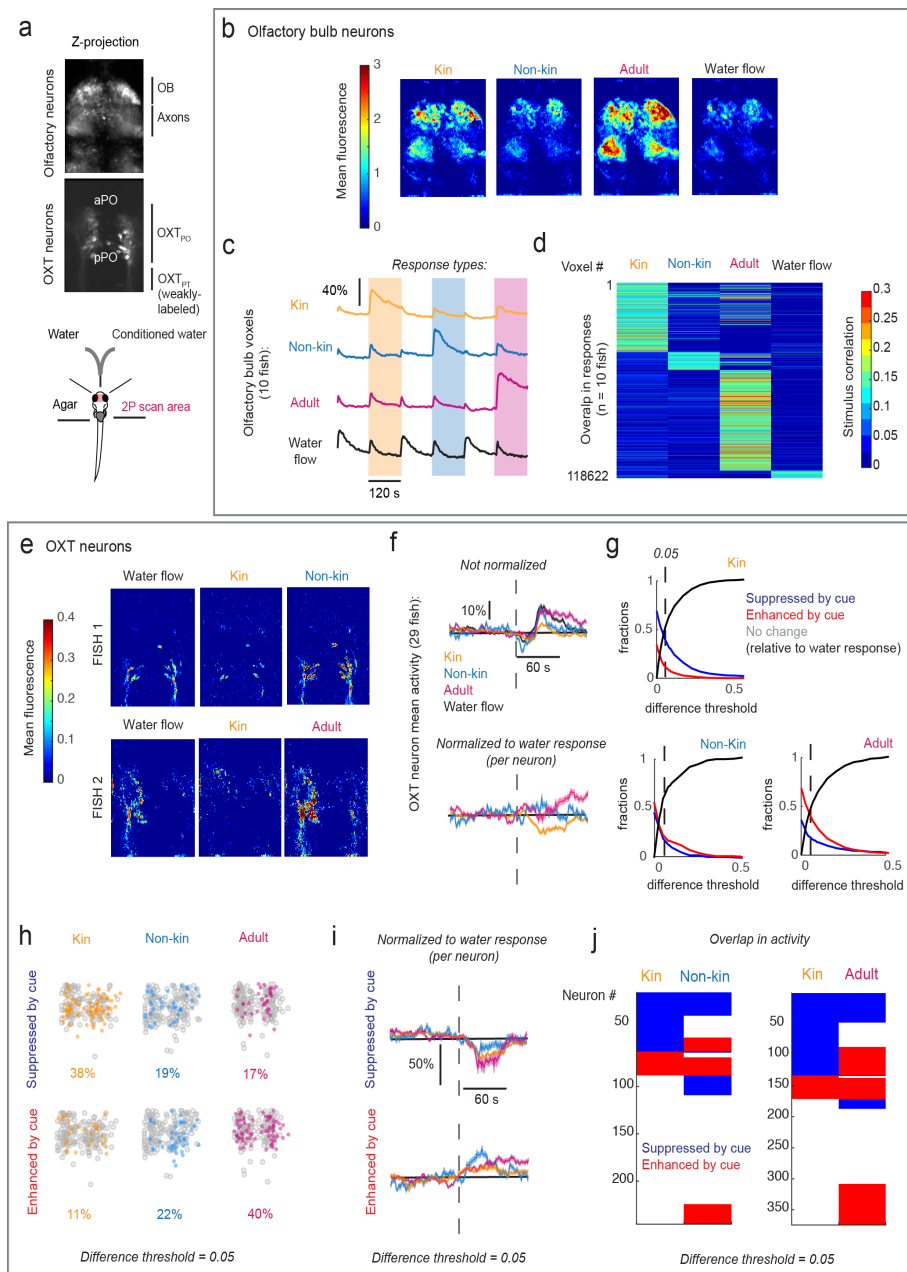 a
Z-projection
Olfactory neurons
OB
Axons
OXT neurons
aPO
pPO
OXTPO
OXTPT
(weakly-
labeled)
Water
Conditioned water
Agar
2P scan area
b
Olfactory bulb neurons
Mean fluorescence
3
2
1
0
Kin
Non-kin
Adult
Water flow
c
Response types:
Olfactory bulb voxels
(10 fish):
40%
Kin
Non-kin
Adult
Water
flow
120 s
d
Voxel #
Kin
Non-kin
Adult
Water flow
1
118622
Overalp in responses
(n = 10 fish)
0.3
0.25
0.2
0.15
0.1
0.05
0
Stimulus correlation
e
OXT neurons
Mean fluorescence
0.4
0.3
0.2
0.1
0
Water flow
Kin
Non-kin
FISH 1
Water flow
Kin
Adult
FISH 2
f
OXT neuron mean activity (29 fish):
Not normalized
10%
Kin
Non-kin
Adult
Water flow
60 s
Normalized to water response
(per neuron)
g
0.05
Kin
1
0.5
0
fractions
0
0.5
difference threshold
Suppressed by cue
Enhanced by cue
No change
(relative to water response)
Non-Kin
1
0.5
0
fractions
0
0.5
difference threshold
Adult
1
0.5
0
fractions
0
0.5
difference threshold
h
Kin
Non-kin
Adult
Suppressed by cue
38%
19%
17%
Enhanced by cue
11%
22%
40%
Difference threshold = 0.05
i
Normalized to water response
(per neuron)
Suppressed by cue
50%
60 s
Enhanced by cue
Difference threshold = 0.05
j
Overlap in activity
Kin
Non-kin
Neuron #
50
100
150
200
Suppressed by cue
Enhanced by cue
Kin
Adult
50
100
150
200
250
300
350
Difference threshold = 0.05